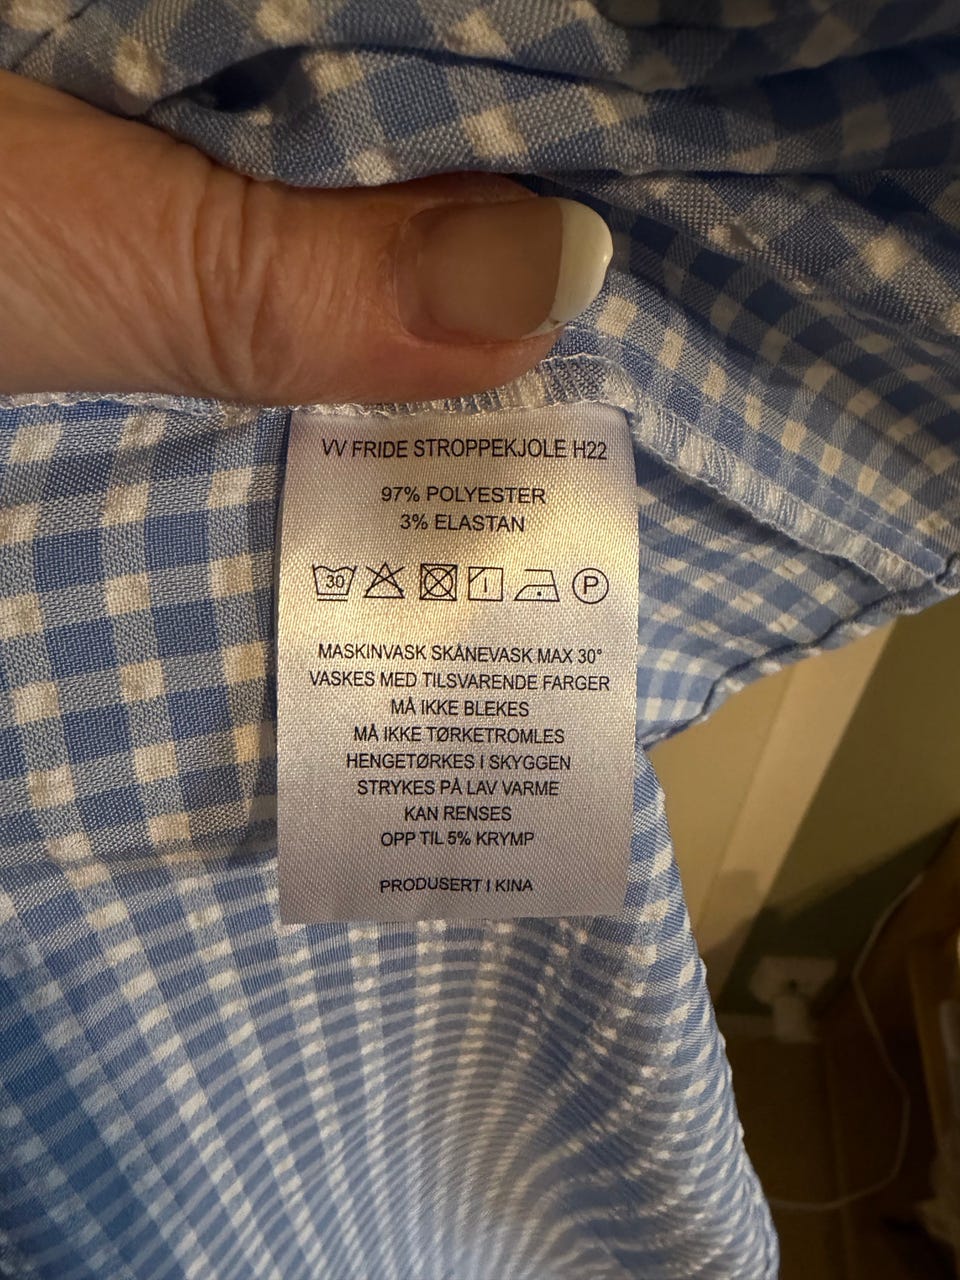 VV FRIDE STROPPEKJOLE H22
97% POLYESTER
3% ELASTAN
30 P
MASKINVASK SKÅNEVASK MAX 30°
VASKES MED TILSVARENDE FARGER
MÅ IKKE BLEKES
MÅ IKKE TØRKETROMLES
HENGETØRKES I SKYGGEN
STRYKES PÅ LAV VARME
KAN RENSES
OPP TIL 5% KRYMP
PRODUSERT I KINA